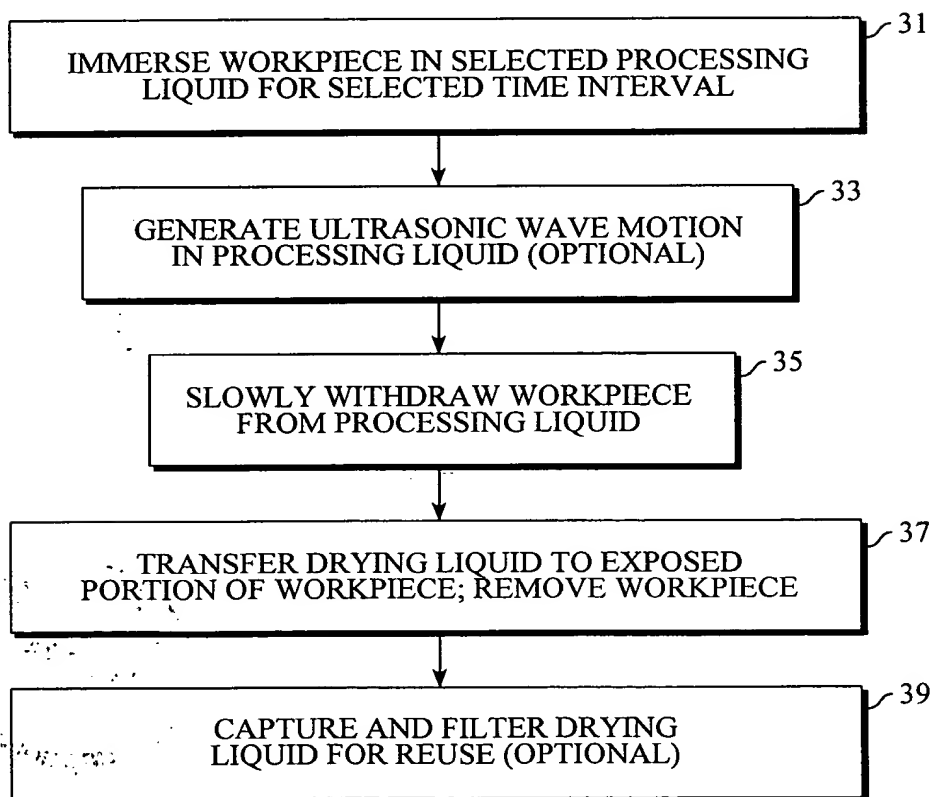 31
IMMERSE WORKPIECE IN SELECTED PROCESSING
LIQUID FOR SELECTED TIME INTERVAL
33
GENERATE ULTRASONIC WAVE MOTION
IN PROCESSING LIQUID (OPTIONAL)
35
SLOWLY WITHDRAW WORKPIECE
FROM PROCESSING LIQUID
37
TRANSFER DRYING LIQUID TO EXPOSED
PORTION OF WORKPIECE; REMOVE WORKPIECE
39
CAPTURE AND FILTER DRYING
LIQUID FOR REUSE (OPTIONAL)